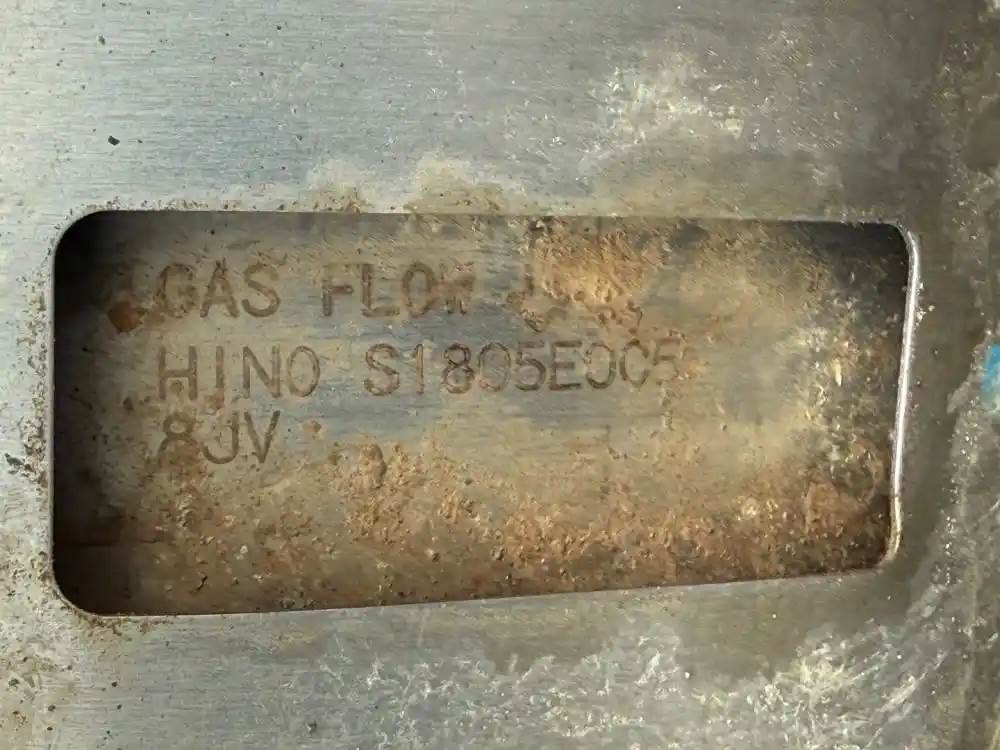 GAS FLOW
HINO S1805E0C5
8JV